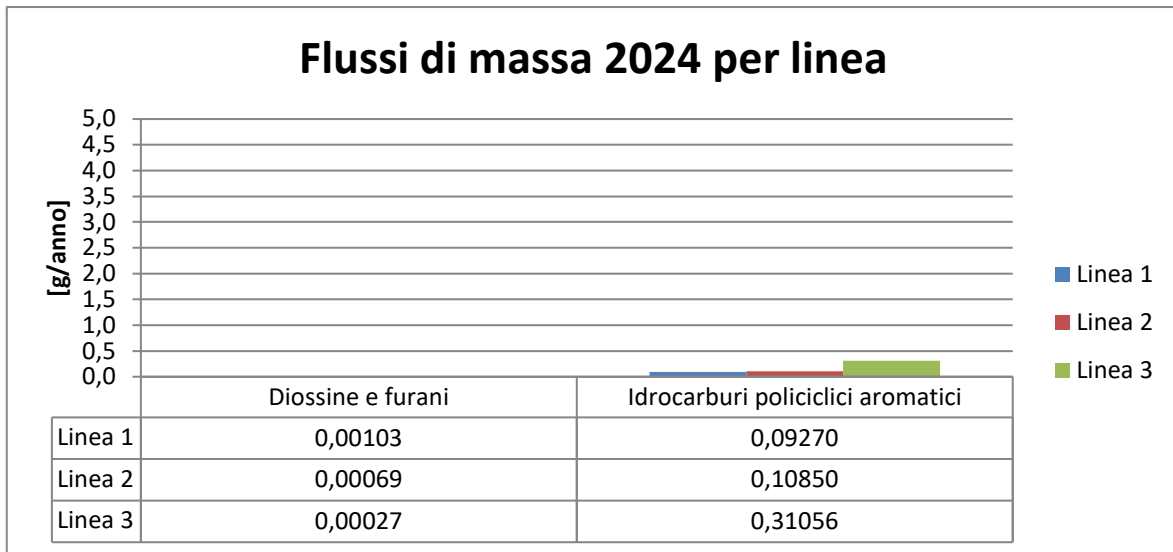 Flussi di massa 2024 per linea
[g/anno]
5,0
4,5
4,0
3,5
3,0
2,5
2,0
1,5
1,0
0,5
0,0
Linea 1
Linea 2
Linea 3
Diossine e furani Idrocarburi policiclici aromatici
Linea 1 0,00103 0,09270
Linea 2 0,00069 0,10850
Linea 3 0,00027 0,31056